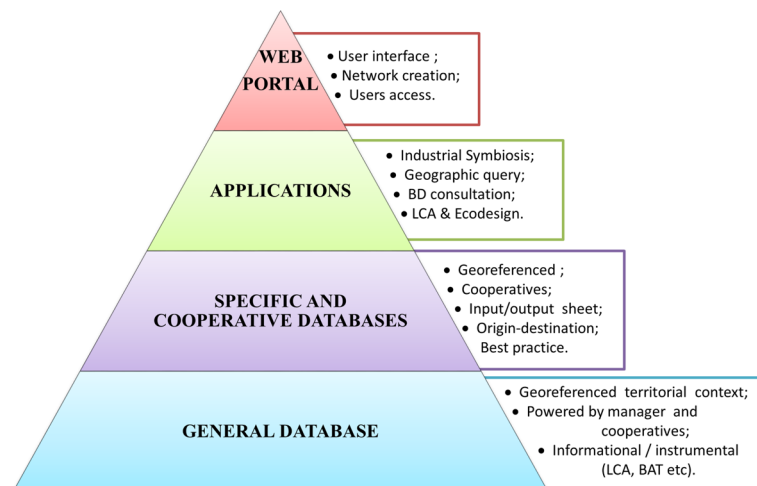 WEB
PORTAL
• User interface ;
• Network creation;
• Users access.
APPLICATIONS
• Industrial Symbiosis;
• Geographic query;
• BD consultation;
• LCA & Ecodesign.
SPECIFIC AND
COOPERATIVE DATABASES
• Georeferenced ;
• Cooperatives;
• Input/output sheet;
• Origin-destination;
Best practice.
GENERAL DATABASE
• Georeferenced territorial context;
• Powered by manager and
cooperatives;
• Informational / instrumental
(LCA, BAT etc).